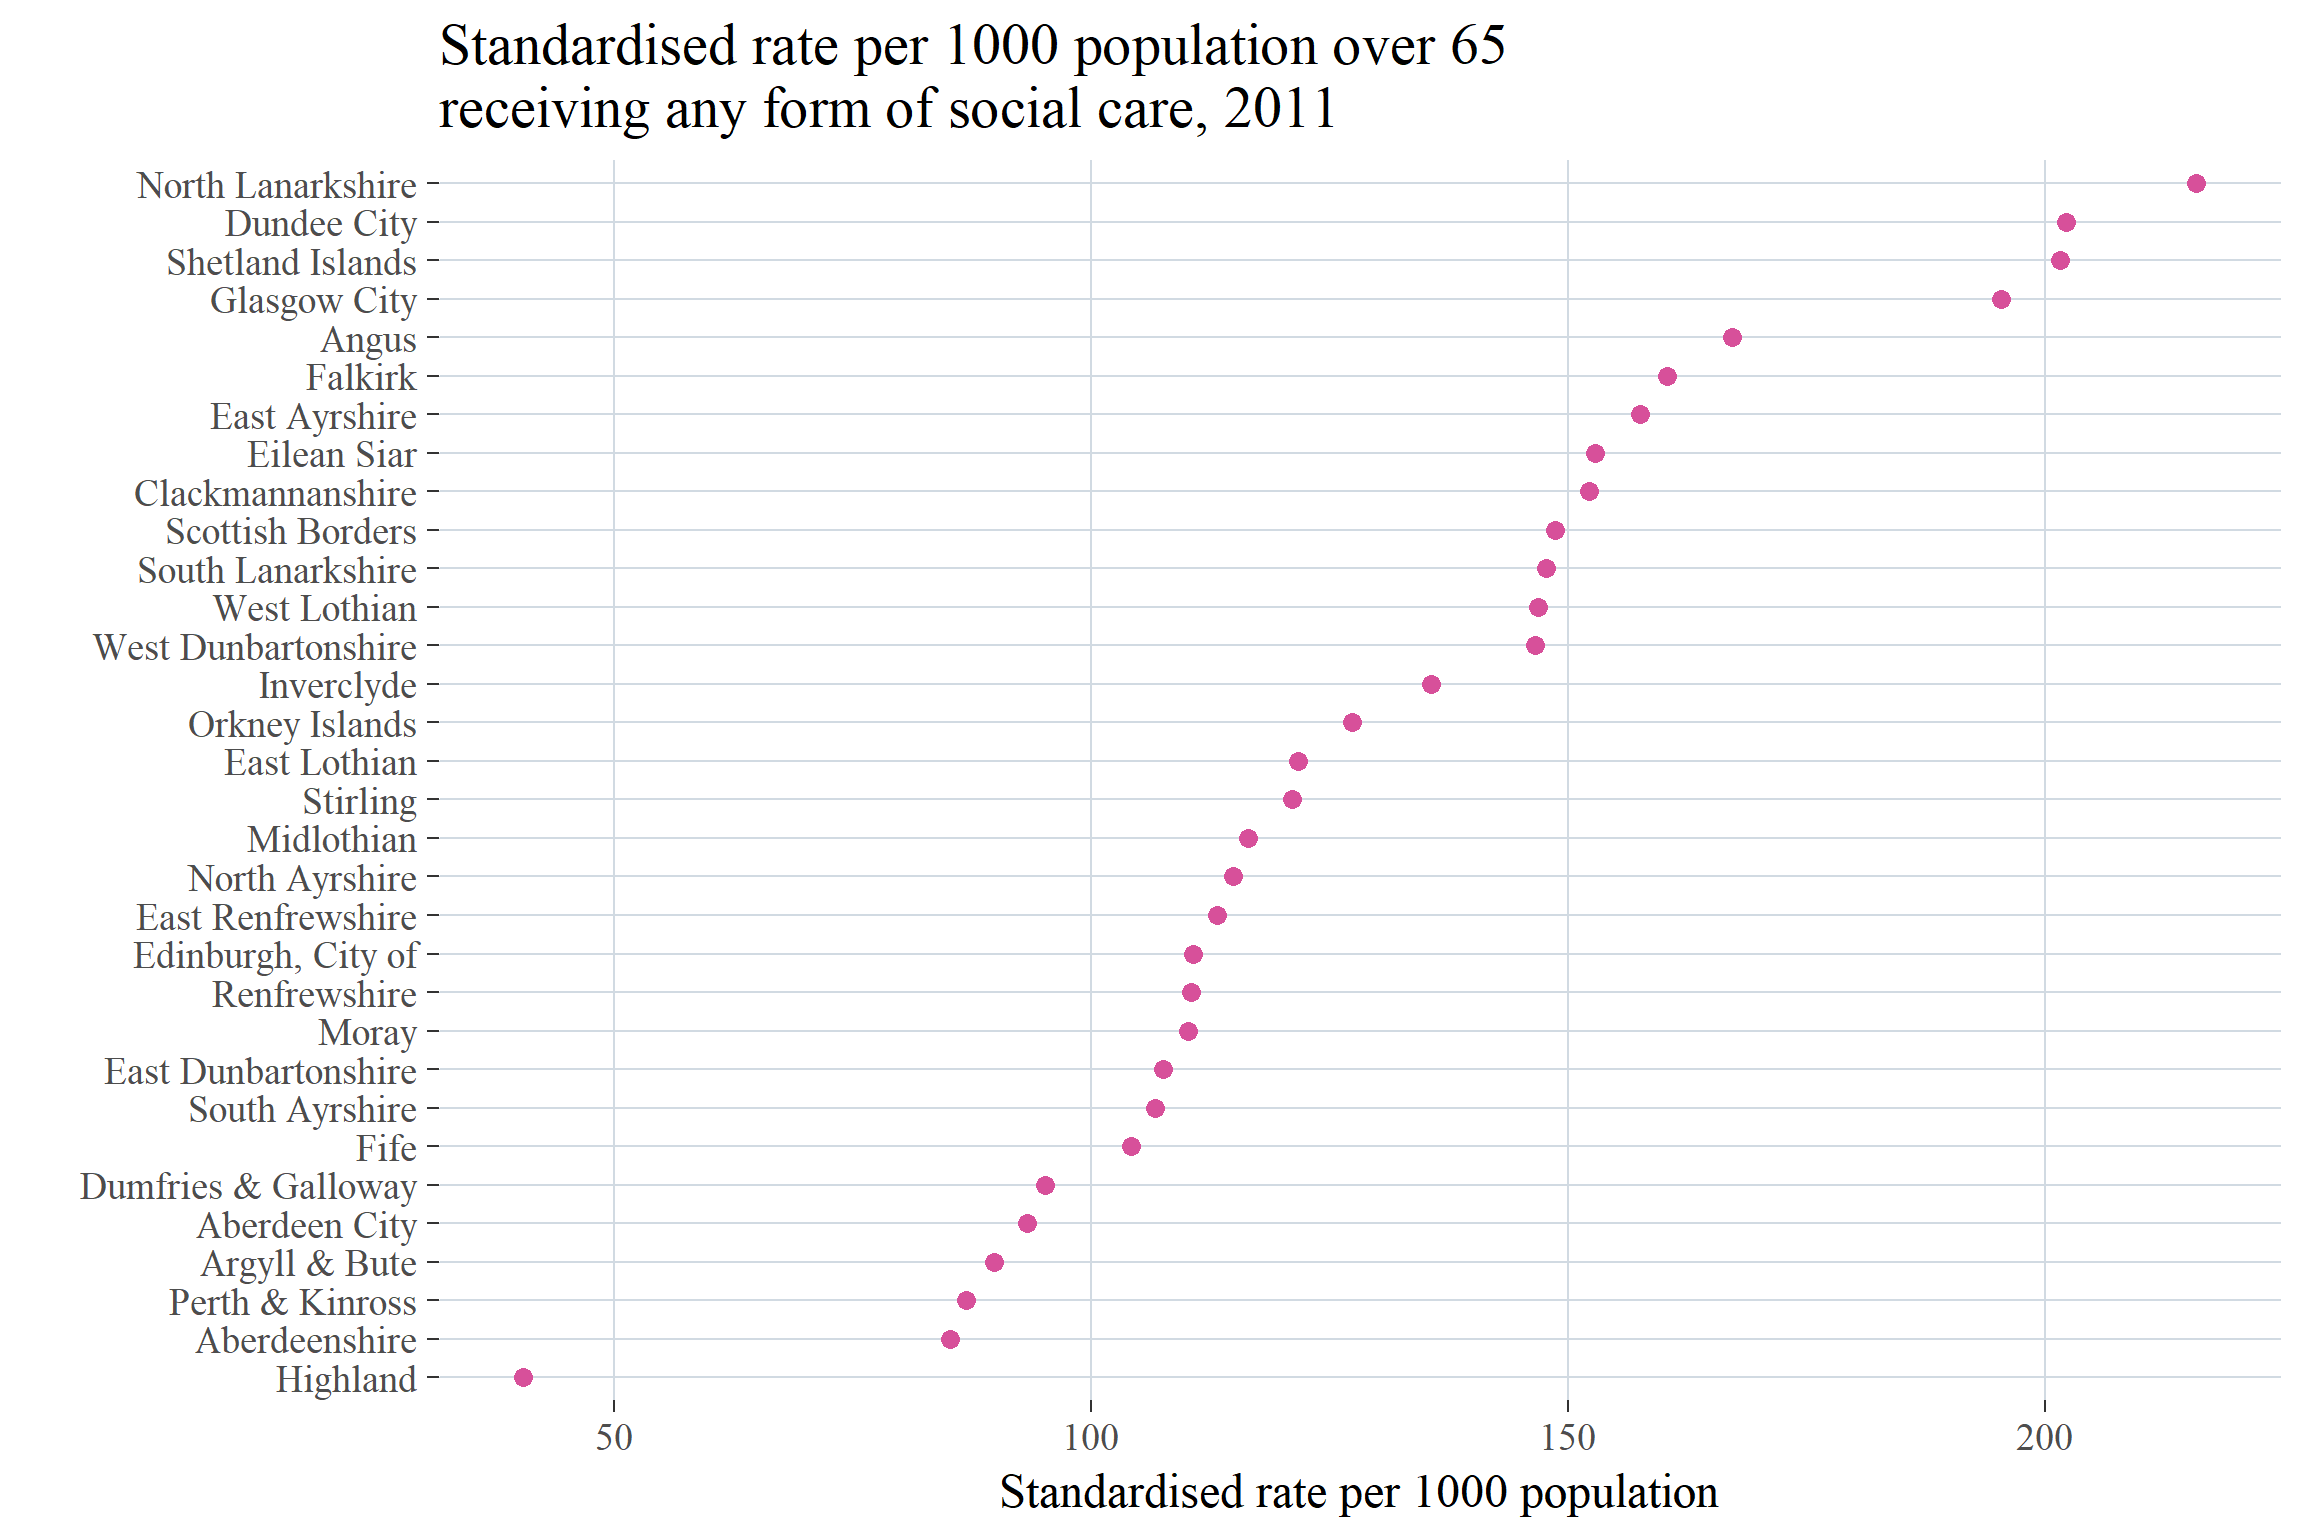 Standardised rate per 1000 population over 65
receiving any form of social care, 2011
North Lanarkshire
Dundee City
Shetland Islands
Glasgow City
Angus
Falkirk
East Ayrshire
Eilean Siar
Clackmannanshire
Scottish Borders
South Lanarkshire
West Lothian
West Dunbartonshire
Inverclyde
Orkney Islands
East Lothian
Stirling
Midlothian
North Ayrshire
East Renfrewshire
Edinburgh, City of
Renfrewshire
Moray
East Dunbartonshire
South Ayrshire
Fife
Dumfries & Galloway
Aberdeen City
Argyll & Bute
Perth & Kinross
Aberdeenshire
Highland
50 100 150 200
Standardised rate per 1000 population